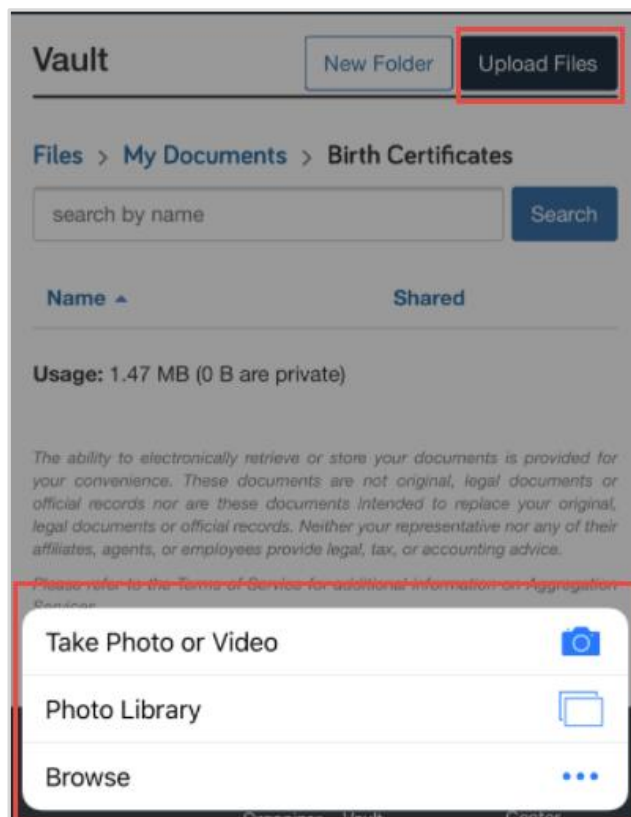 Vault
New Folder
Upload Files
Files > My Documents > Birth Certificates
search by name
Search
Name
Shared
Usage: 1.47 MB (0 B are private)
The ability to electronically retrieve or store your documents is provided for
your convenience. These documents are not original, legal documents or
official records nor are these documents intended to replace your original,
legal documents or official records. Neither your representative nor any of their
affiliates, agents, or employees provide legal, tax, or accounting advice.
Please refer to the Terms of Service for additional information on Aggregation
Services
Take Photo or Video
Photo Library
Browse
Organizer Vault Center